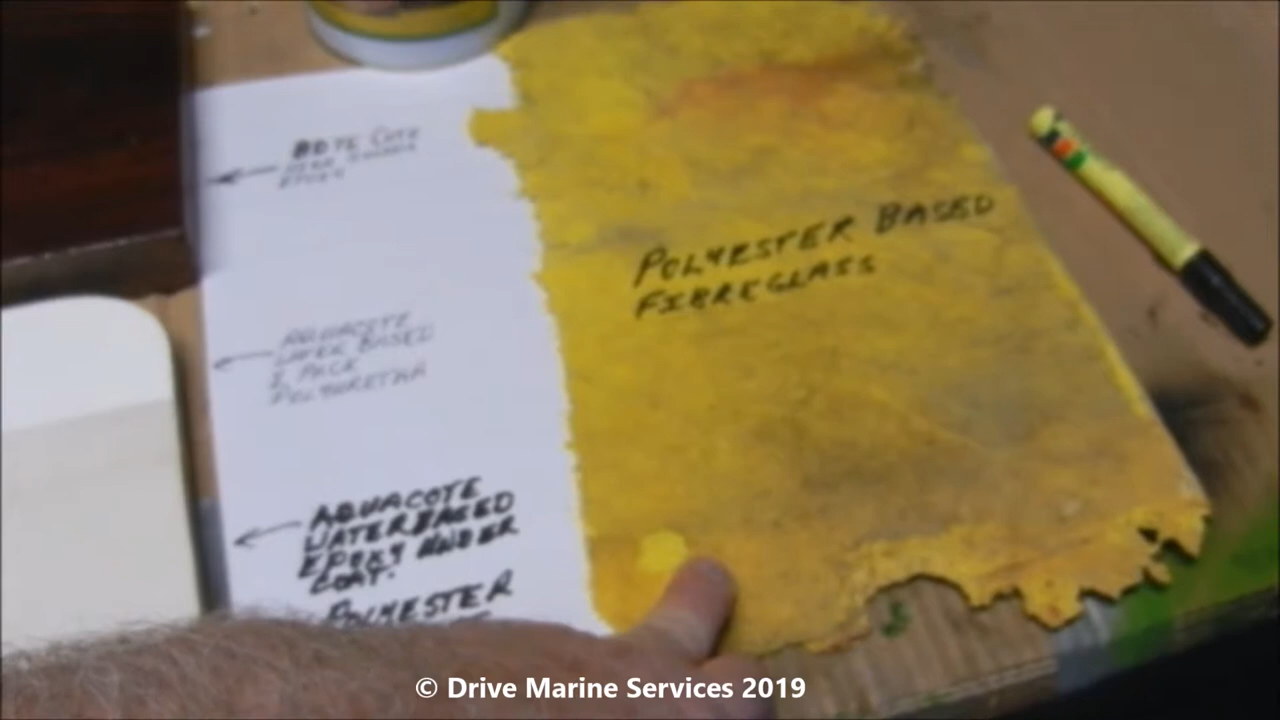 BOTE COTE
EPOXY
AQUACOTE
WATER BASED
2 PACK
AQUACOTE
WATERBASED
EPOXY UNDER
COAT.
POLYESTER
POLYESTER BASED
FIBREGLASS
© Drive Marine Services 2019